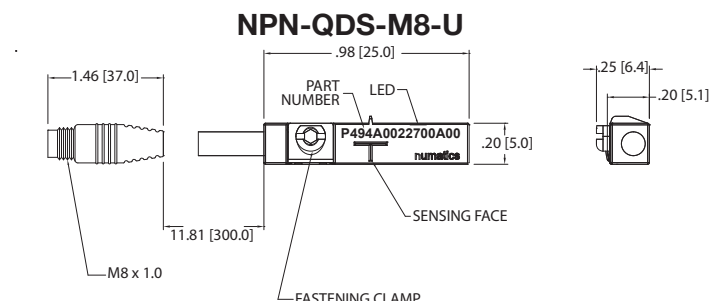 NPN-QDS-M8-U
.98 [25.0]
1.46 [37.0]
PART
NUMBER
LED
.25 [6.4]
.20 [5.1]
P494A0022700A00
numatics
.20 [5.0]
SENSING FACE
11.81 [300.0]
M8 x 1.0
FASTENING CLAMP